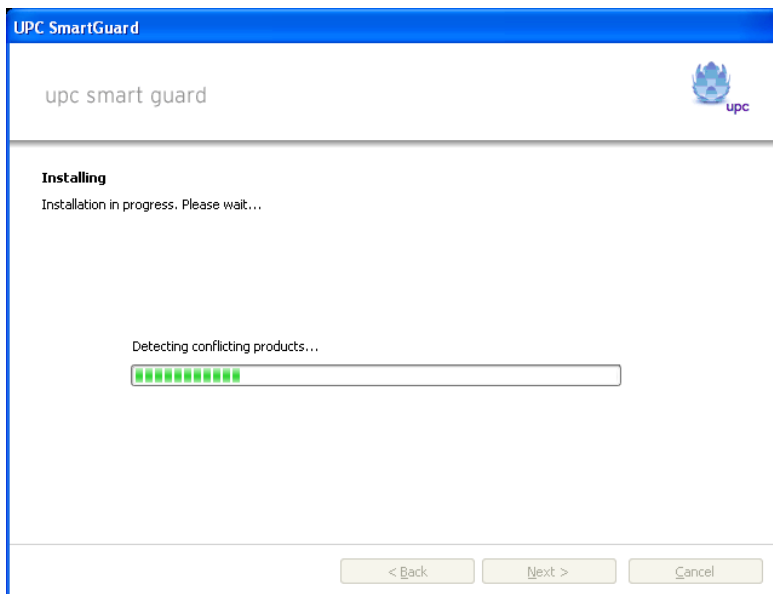 UPC SmartGuard
upc smart guard
upc
Installing
Installation in progress. Please wait...
Detecting conflicting products...
< Back
Next >
Cancel